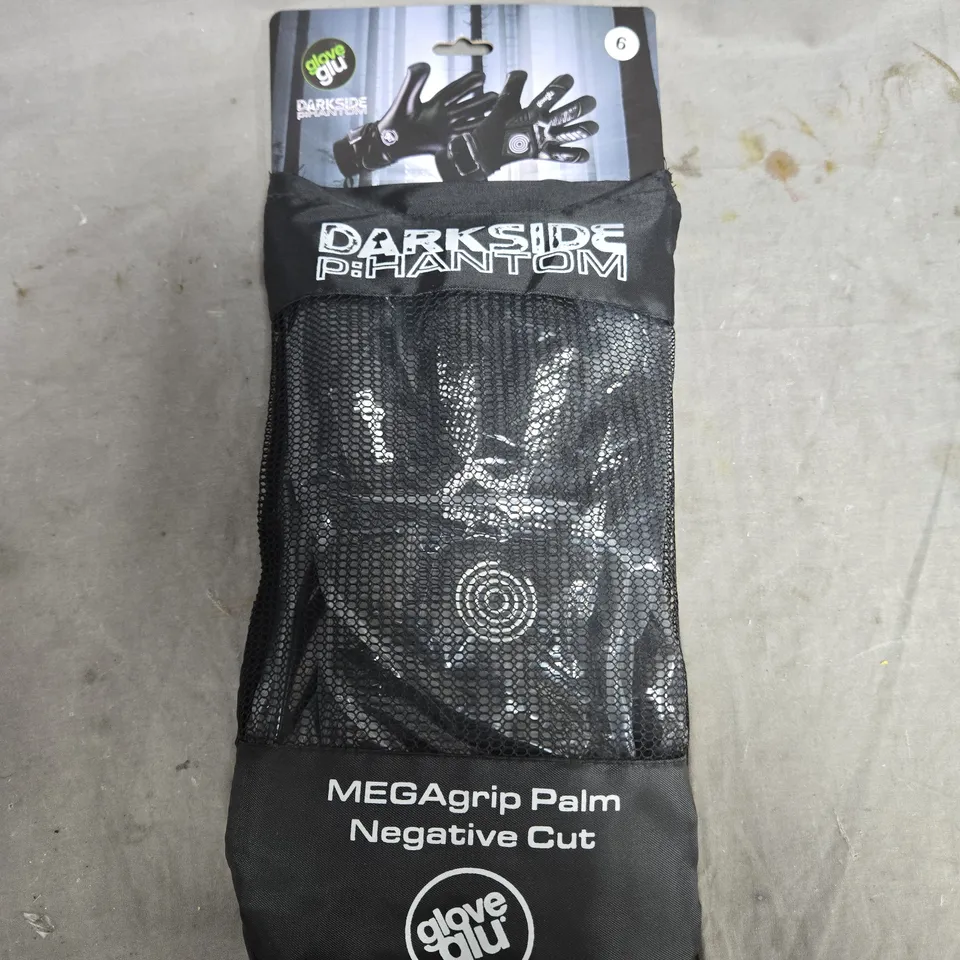 glove
glu
DARKSIDE
P:HANTOM
6
DARKSIDE
P:HANTOM
MEGAgrip Palm
Negative Cut
glove
glu